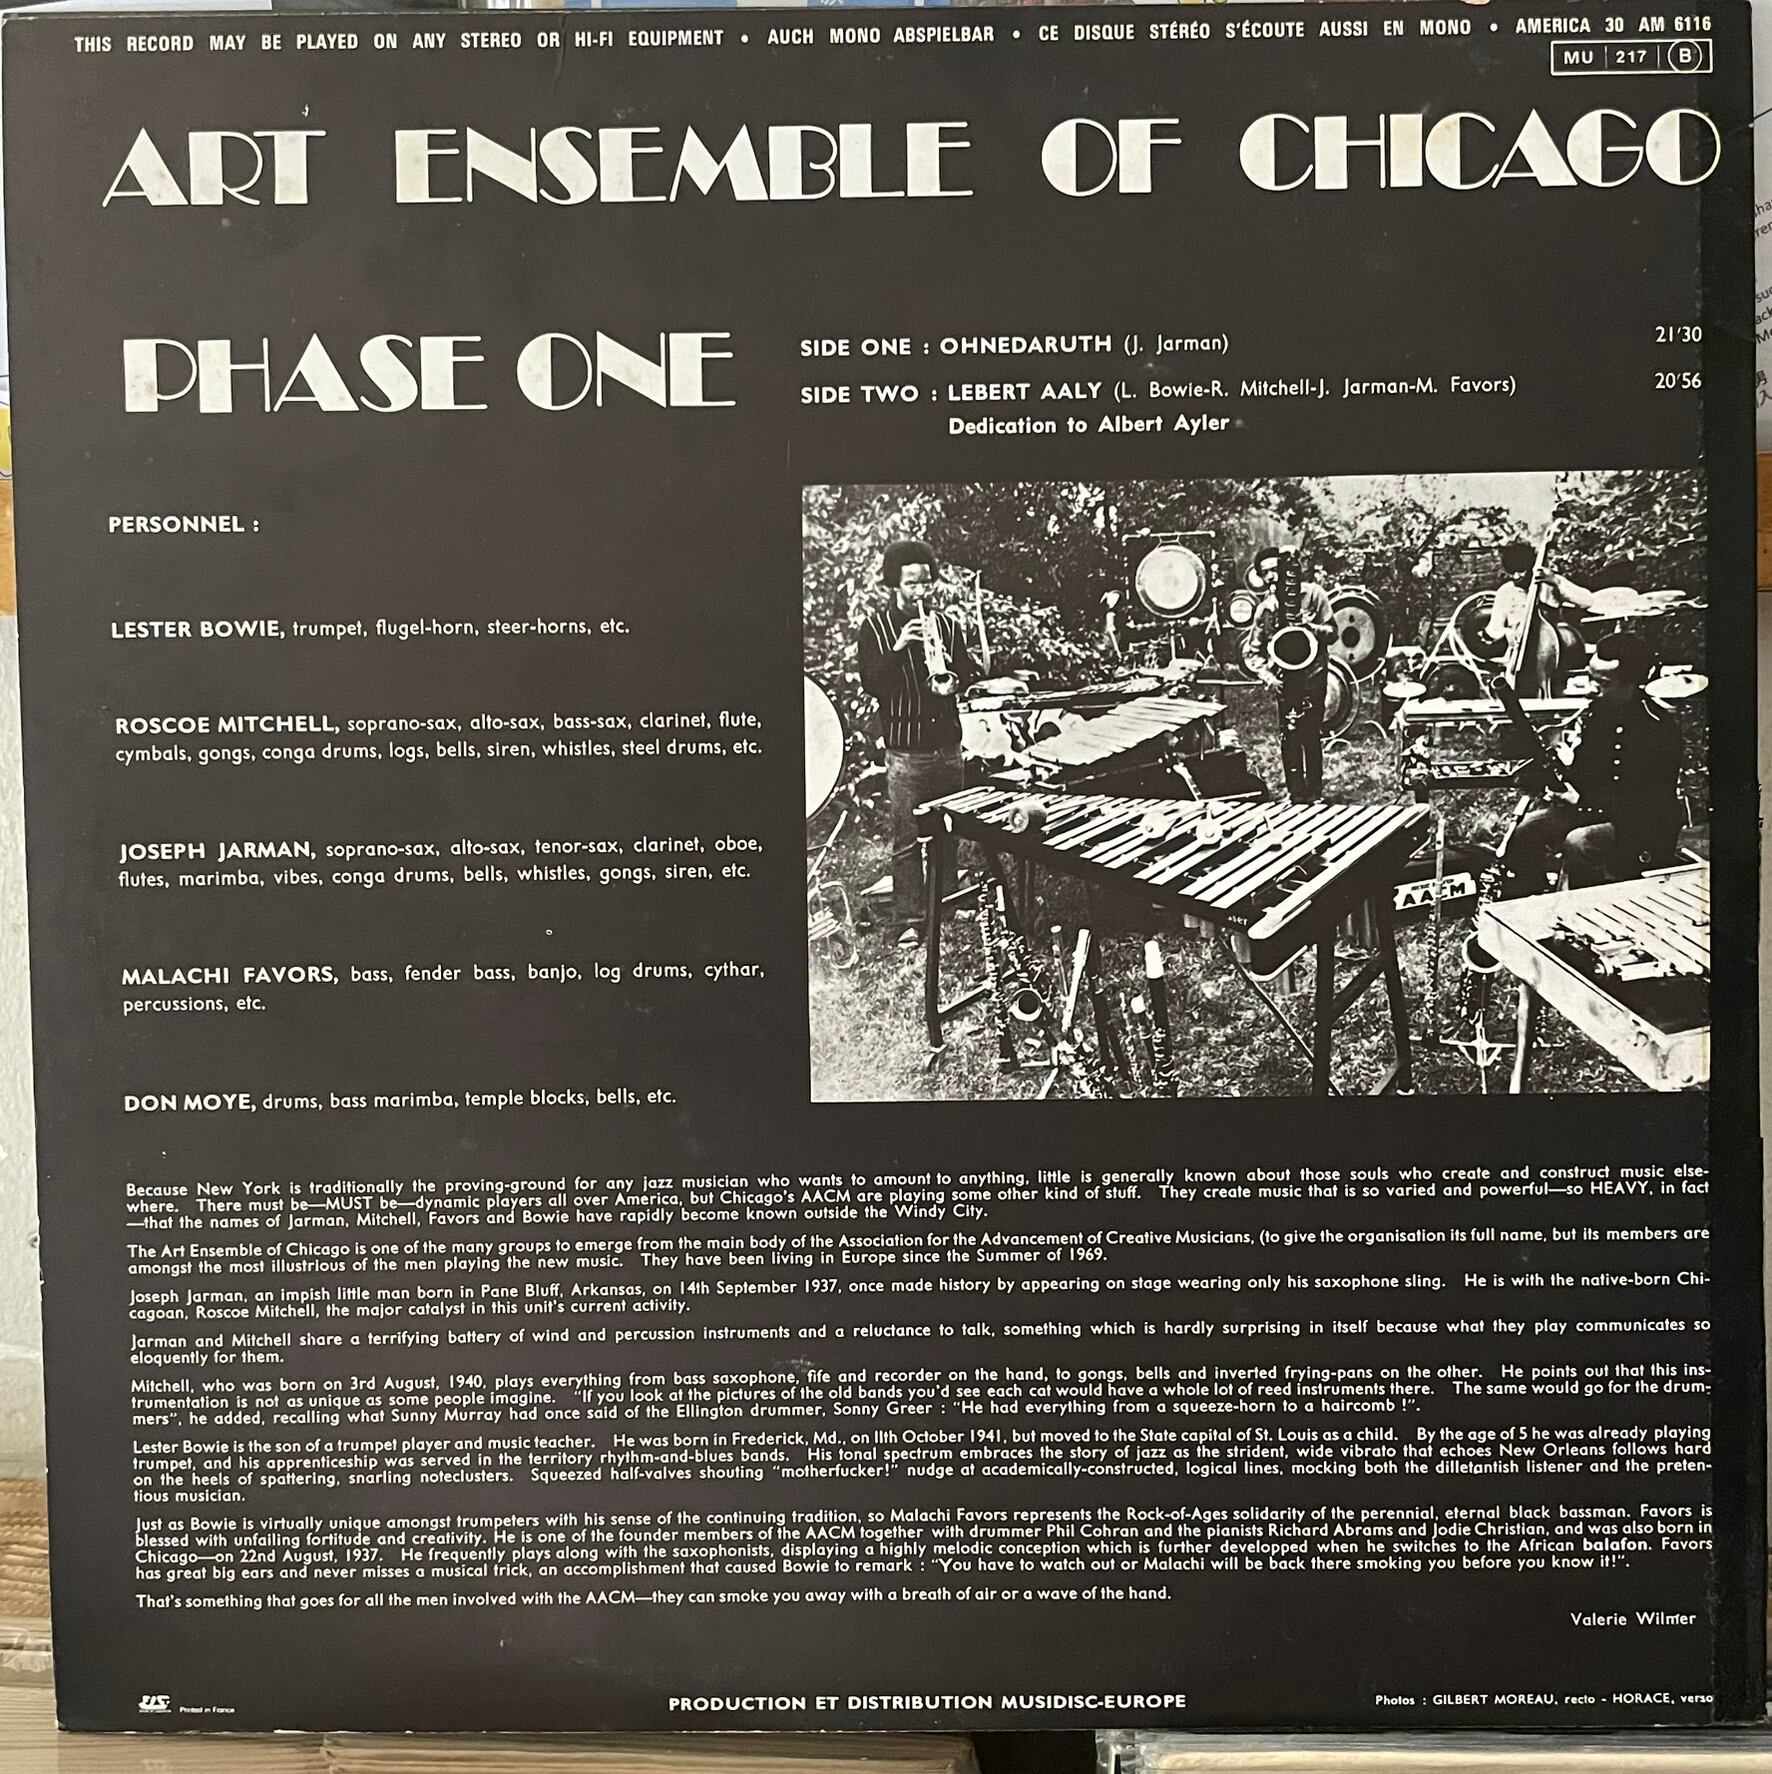 THIS RECORD MAY BE PLAYED ON ANY STEREO OR HI-FI EQUIPMENT • AUCH MONO ABSPIELBAR • CE DISQUE STÉRÉO S'ÉCOUTE AUSSI EN MONO • AMERICA 30 AM 6116
MU 217 B
ART ENSEMBLE OF CHICAGO
PHASE ONE
SIDE ONE : OHNEDARUTH (J. Jarman) 21'30
SIDE TWO : LEBERT AALY (L. Bowie-R. Mitchell-J. Jarman-M. Favors) 20'56
Dedication to Albert Ayler
PERSONNEL :
LESTER BOWIE, trumpet, flugel-horn, steer-horns, etc.
ROSCOE MITCHELL, soprano-sax, alto-sax, bass-sax, clarinet, flute,
cymbals, gongs, conga drums, logs, bells, siren, whistles, steel drums, etc.
JOSEPH JARMAN, soprano-sax, alto-sax, tenor-sax, clarinet, oboe,
flutes, marimba, vibes, conga drums, bells, whistles, gongs, siren, etc.
MALACHI FAVORS, bass, fender bass, banjo, log drums, cythar,
percussions, etc.
DON MOYE, drums, bass marimba, temple blocks, bells, etc.
AACM
Because New York is traditionally the proving-ground for any jazz musician who wants to amount to anything, little is generally known about those souls who create and construct music else-
where. There must be—MUST be—dynamic players all over America, but Chicago's AACM are playing some other kind of stuff. They create music that is so varied and powerful—so HEAVY, in fact
—that the names of Jarman, Mitchell, Favors and Bowie have rapidly become known outside the Windy City.
The Art Ensemble of Chicago is one of the many groups to emerge from the main body of the Association for the Advancement of Creative Musicians, (to give the organisation its full name, but its members are
amongst the most illustrious of the men playing the new music. They have been living in Europe since the Summer of 1969.
Joseph Jarman, an impish little man born in Pane Bluff, Arkansas, on 14th September 1937, once made history by appearing on stage wearing only his saxophone sling. He is with the native-born Chi-
cagoan, Roscoe Mitchell, the major catalyst in this unit's current activity.
Jarman and Mitchell share a terrifying battery of wind and percussion instruments and a reluctance to talk, something which is hardly surprising in itself because what they play communicates so
eloquently for them.
Mitchell, who was born on 3rd August, 1940, plays everything from bass saxophone, fife and recorder on the hand, to gongs, bells and inverted frying-pans on the other. He points out that this ins-
trumentation is not as unique as some people imagine. "If you look at the pictures of the old bands you'd see each cat would have a whole lot of reed instruments there. The same would go for the drum-
mers", he added, recalling what Sunny Murray had once said of the Ellington drummer, Sonny Greer : "He had everything from a squeeze-horn to a haircomb !".
Lester Bowie is the son of a trumpet player and music teacher. He was born in Frederick, Md., on 11th October 1941, but moved to the State capital of St. Louis as a child. By the age of 5 he was already playing
trumpet, and his apprenticeship was served in the territory rhythm-and-blues bands. His tonal spectrum embraces the story of jazz as the strident, wide vibrato that echoes New Orleans follows hard
on the heels of spattering, snarling noteclusters. Squeezed half-valves shouting "motherfucker!" nudge at academically-constructed, logical lines, mocking both the dilletantish listener and the preten-
tious musician.
Just as Bowie is virtually unique amongst trumpeters with his sense of the continuing tradition, so Malachi Favors represents the Rock-of-Ages solidarity of the perennial, eternal black bassman. Favors is
blessed with unfailing fortitude and creativity. He is one of the founder members of the AACM together with drummer Phil Cohran and the pianists Richard Abrams and Jodie Christian, and was also born in
Chicago—on 22nd August, 1937. He frequently plays along with the saxophonists, displaying a highly melodic conception which is further developped when he switches to the African balafon. Favors
has great big ears and never misses a musical trick, an accomplishment that caused Bowie to remark : "You have to watch out or Malachi will be back there smoking you before you know it!".
That's something that goes for all the men involved with the AACM—they can smoke you away with a breath of air or a wave of the hand.
Valerie Wilmer
Printed in France
PRODUCTION ET DISTRIBUTION MUSIDISC-EUROPE
Photos : GILBERT MOREAU, recto - HORACE, verso